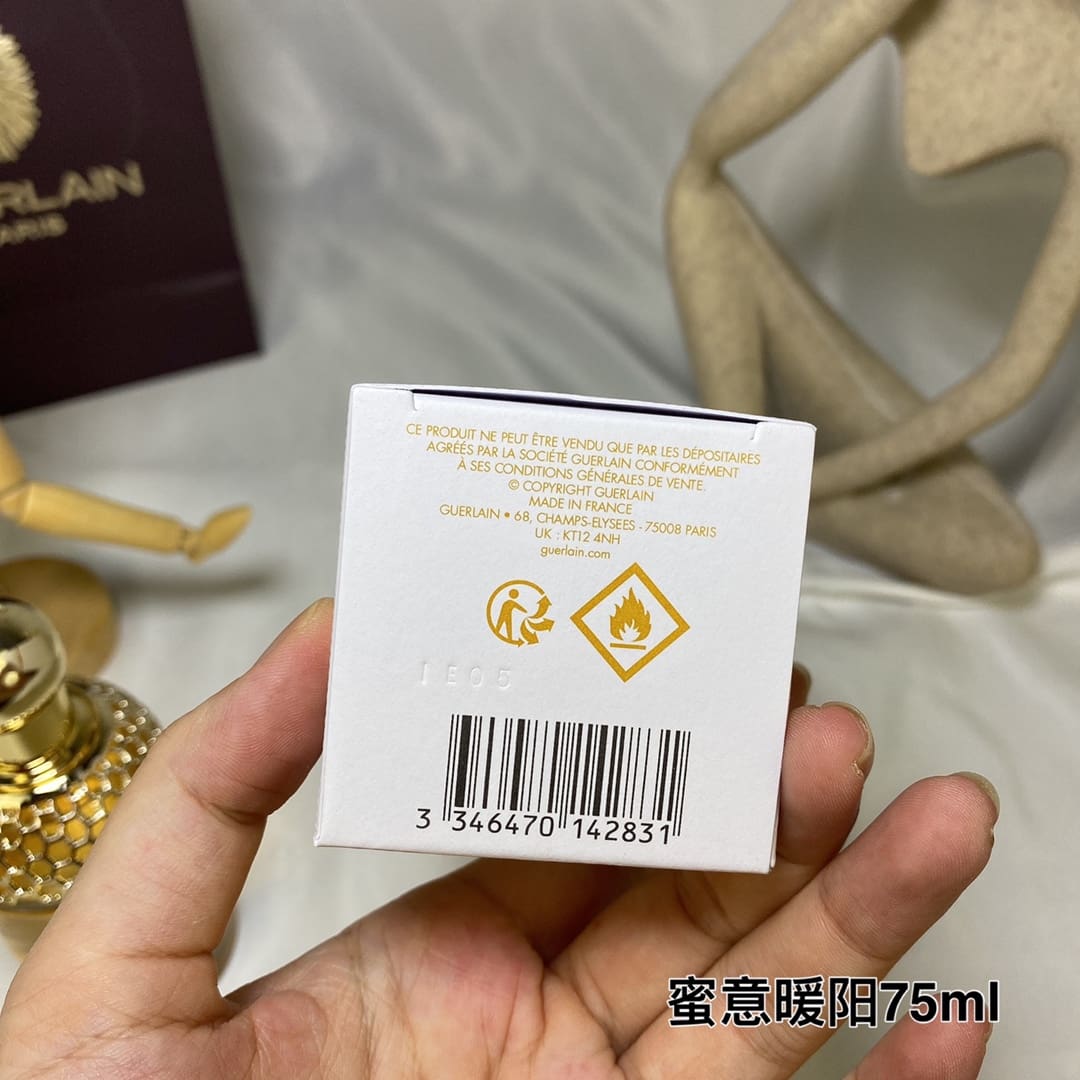 ERLAIN
PARIS
CE PRODUIT NE PEUT ÊTRE VENDU QUE PAR LES DÉPOSITAIRES
AGRÉÉS PAR LA SOCIÉTÉ GUERLAIN CONFORMÉMENT
À SES CONDITIONS GÉNÉRALES DE VENTE.
© COPYRIGHT GUERLAIN
MADE IN FRANCE
GUERLAIN • 68, CHAMPS-ELYSEES - 75008 PARIS
UK : KT12 4NH
guerlain.com
1E05
3 346470 142831
蜜意暖阳75ml